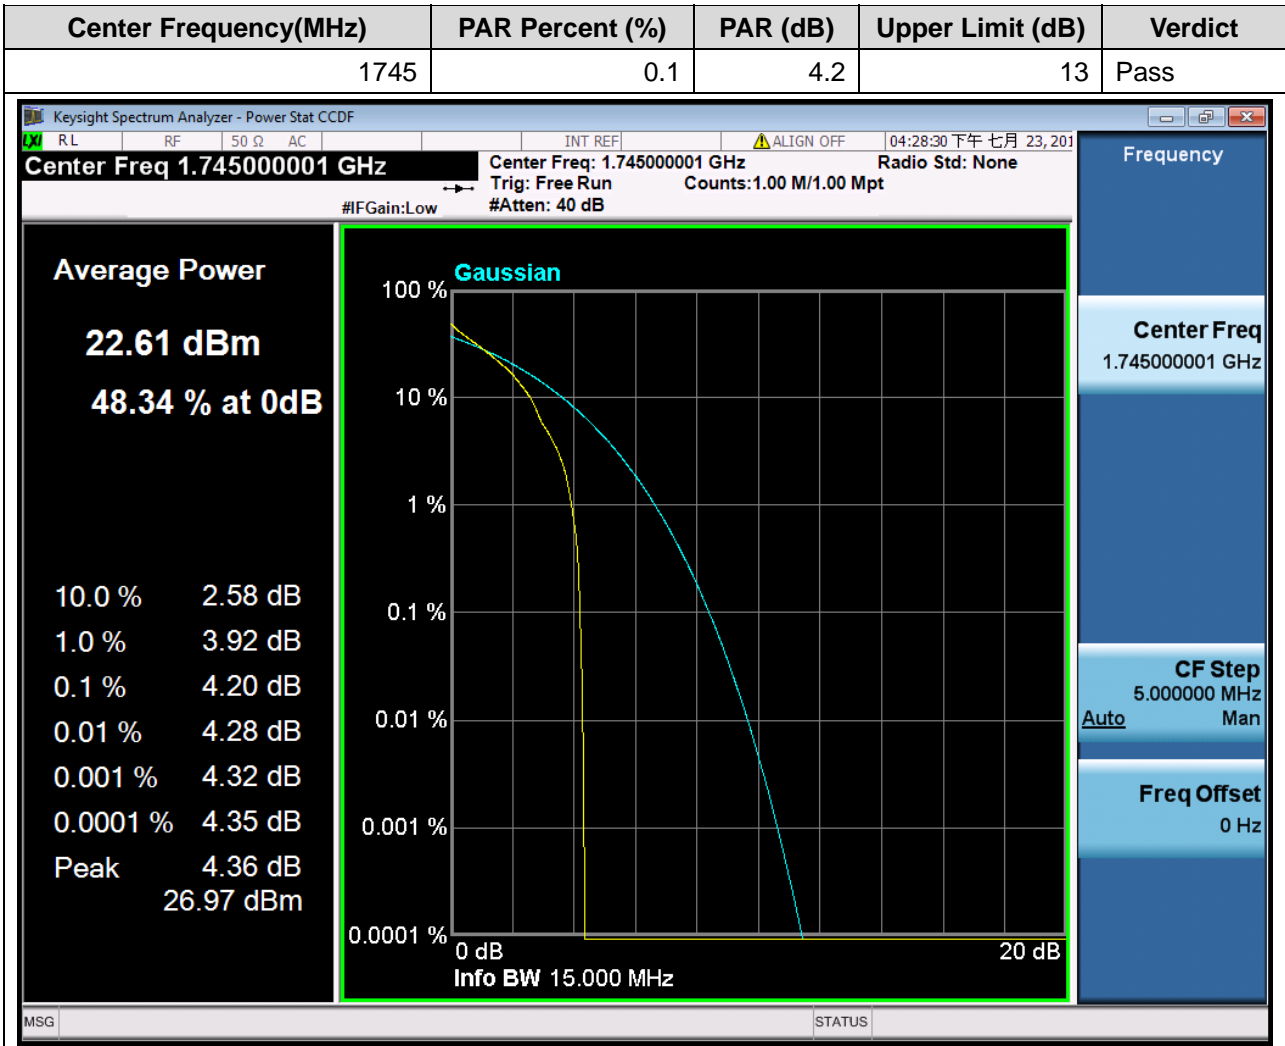 Center Frequency(MHz) PAR Percent (%) PAR (dB) Upper Limit (dB) Verdict
1745 0.1 4.2 13 Pass
Keysight Spectrum Analyzer - Power Stat CCDF
LXI RL RF 50 Ω AC INT REF ALIGN OFF 04:28:30 下午 七月 23, 201
Center Freq 1.745000001 GHz
#IFGain:Low
Center Freq: 1.745000001 GHz Radio Std: None
Trig: Free Run Counts:1.00 M/1.00 Mpt
#Atten: 40 dB
Average Power
22.61 dBm
48.34 % at 0dB
10.0 % 2.58 dB
1.0 % 3.92 dB
0.1 % 4.20 dB
0.01 % 4.28 dB
0.001 % 4.32 dB
0.0001 % 4.35 dB
Peak 4.36 dB
26.97 dBm
Gaussian
100 %
10 %
1 %
0.1 %
0.01 %
0.001 %
0.0001 %
0 dB 20 dB
Info BW 15.000 MHz
Frequency
Center Freq
1.745000001 GHz
CF Step
5.000000 MHz
Auto Man
Freq Offset
0 Hz
MSG STATUS